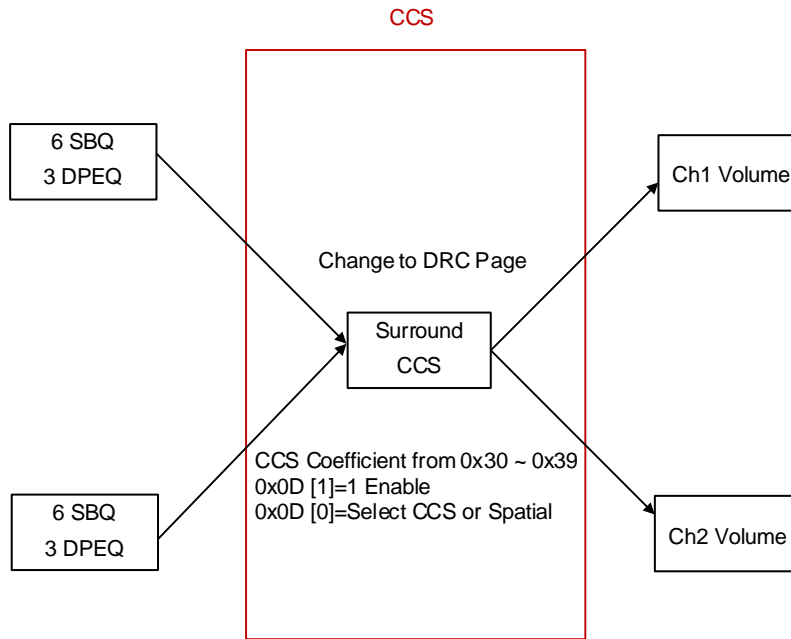 CCS
6 SBQ
3 DPEQ
Ch1 Volume
Change to DRC Page
Surround
CCS
CCS Coefficient from 0x30 ~ 0x39
0x0D [1]=1 Enable
0x0D [0]=Select CCS or Spatial
6 SBQ
3 DPEQ
Ch2 Volume